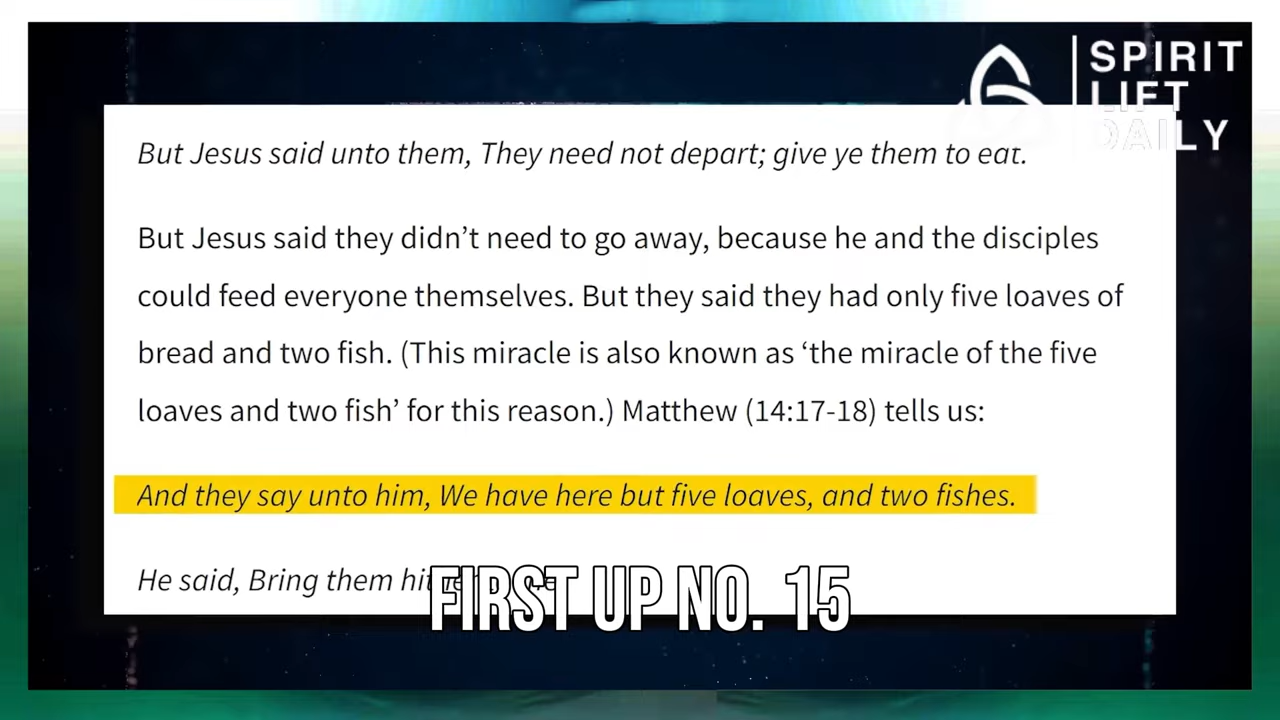 SPIRIT
LIFT
DAILY
But Jesus said unto them, They need not depart; give ye them to eat.
But Jesus said they didn’t need to go away, because he and the disciples
could feed everyone themselves. But they said they had only five loaves of
bread and two fish. (This miracle is also known as ‘the miracle of the five
loaves and two fish’ for this reason.) Matthew (14:17-18) tells us:
And they say unto him, We have here but five loaves, and two fishes.
He said, Bring them
FIRST UP NO. 15